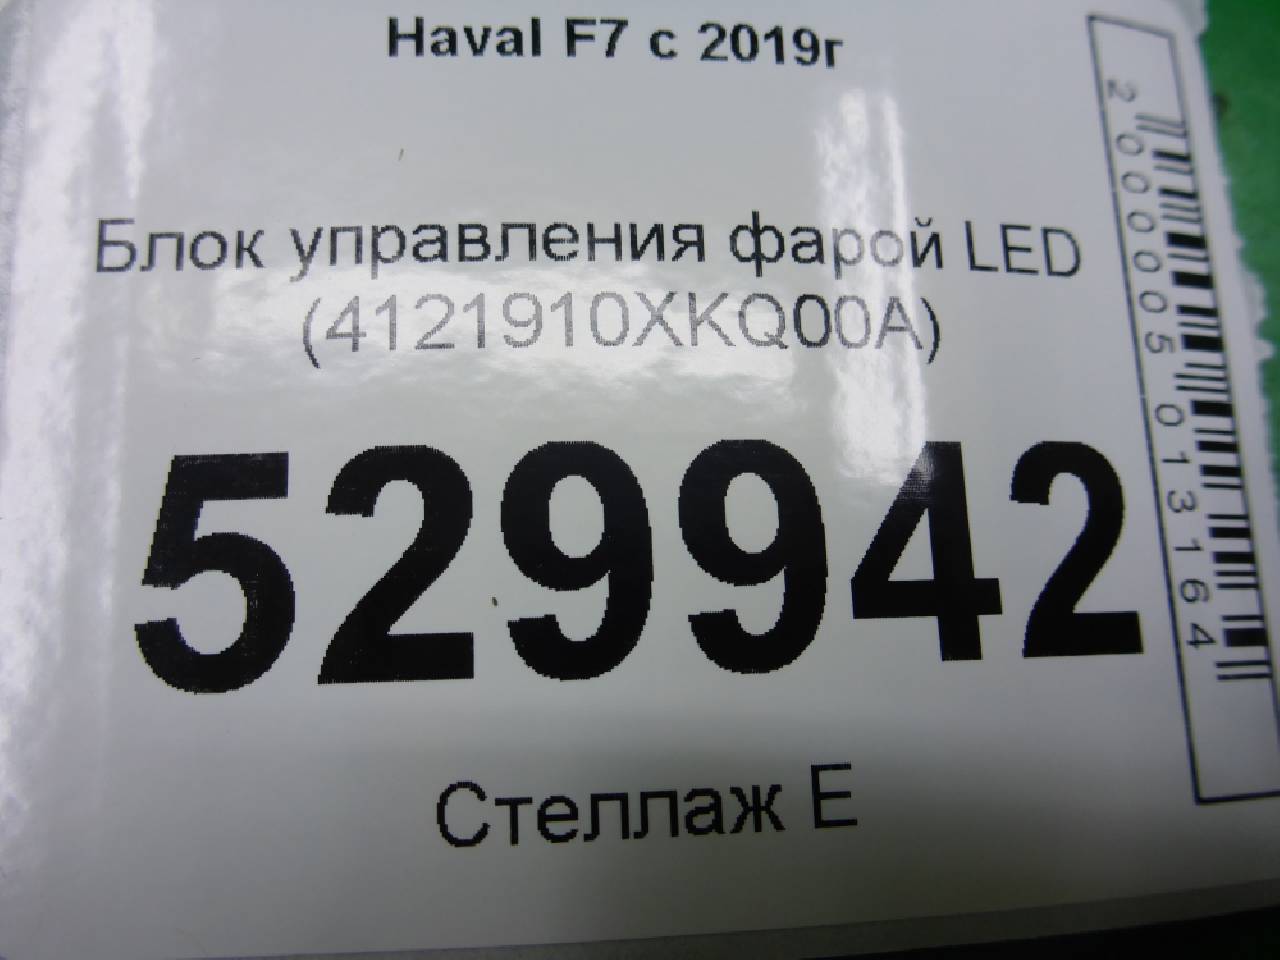 Haval F7 с 2019г
Блок управления фарой LED
(4121910XKQ00A)
529942
Стеллаж Е
2000005013164